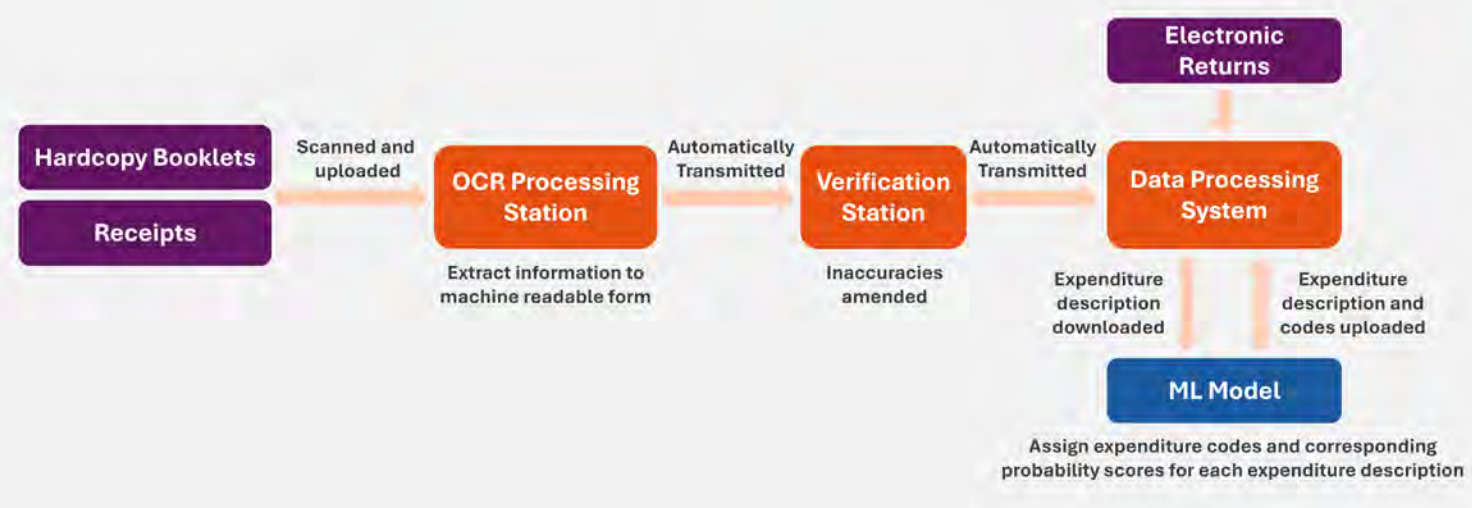 Electronic
Returns
Hardcopy Booklets
Receipts
Scanned and
uploaded
OCR Processing
Station
Extract information to
machine readable form
Automatically
Transmitted
Verification
Station
Inaccuracies
amended
Automatically
Transmitted
Data Processing
System
Expenditure
description
downloaded
Expenditure
description and
codes uploaded
ML Model
Assign expenditure codes and corresponding
probability scores for each expenditure description